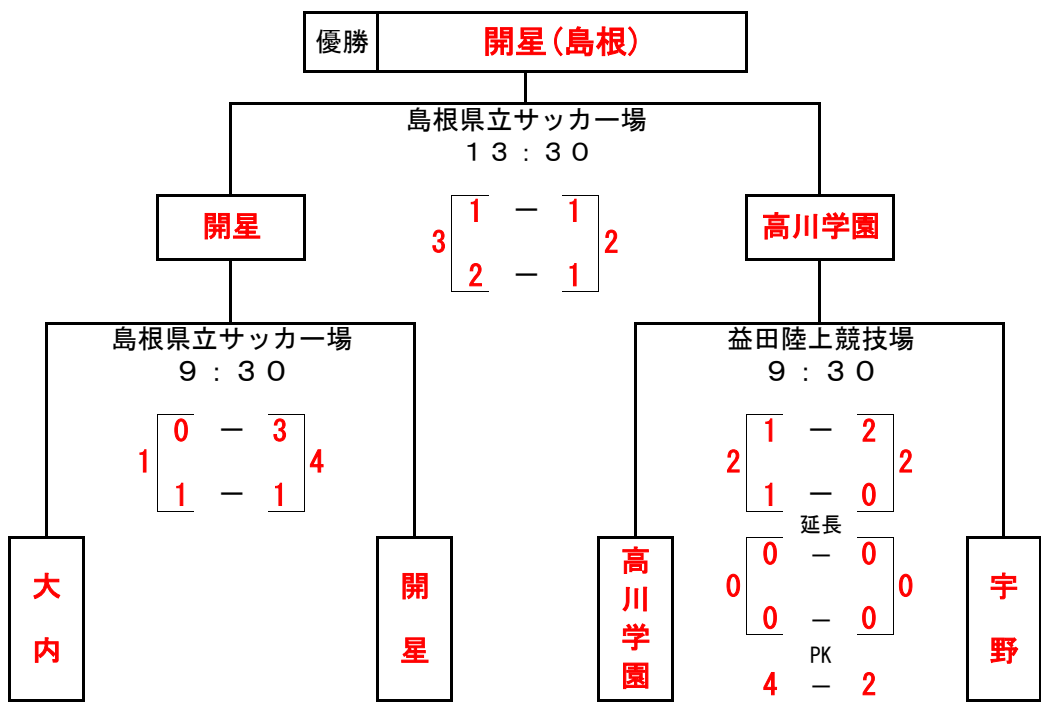 優勝 開星(島根)
島根県立サッカー場
13:30
開星
高川学園
1 － 1
3 2
2 － 1
島根県立サッカー場
9:30
益田陸上競技場
9:30
0 － 3
1 4
1 － 1
1 － 2
2 2
1 － 0
延長
0 － 0
0 0
0 － 0
PK
4 － 2
大内
開星
高川学園
宇野